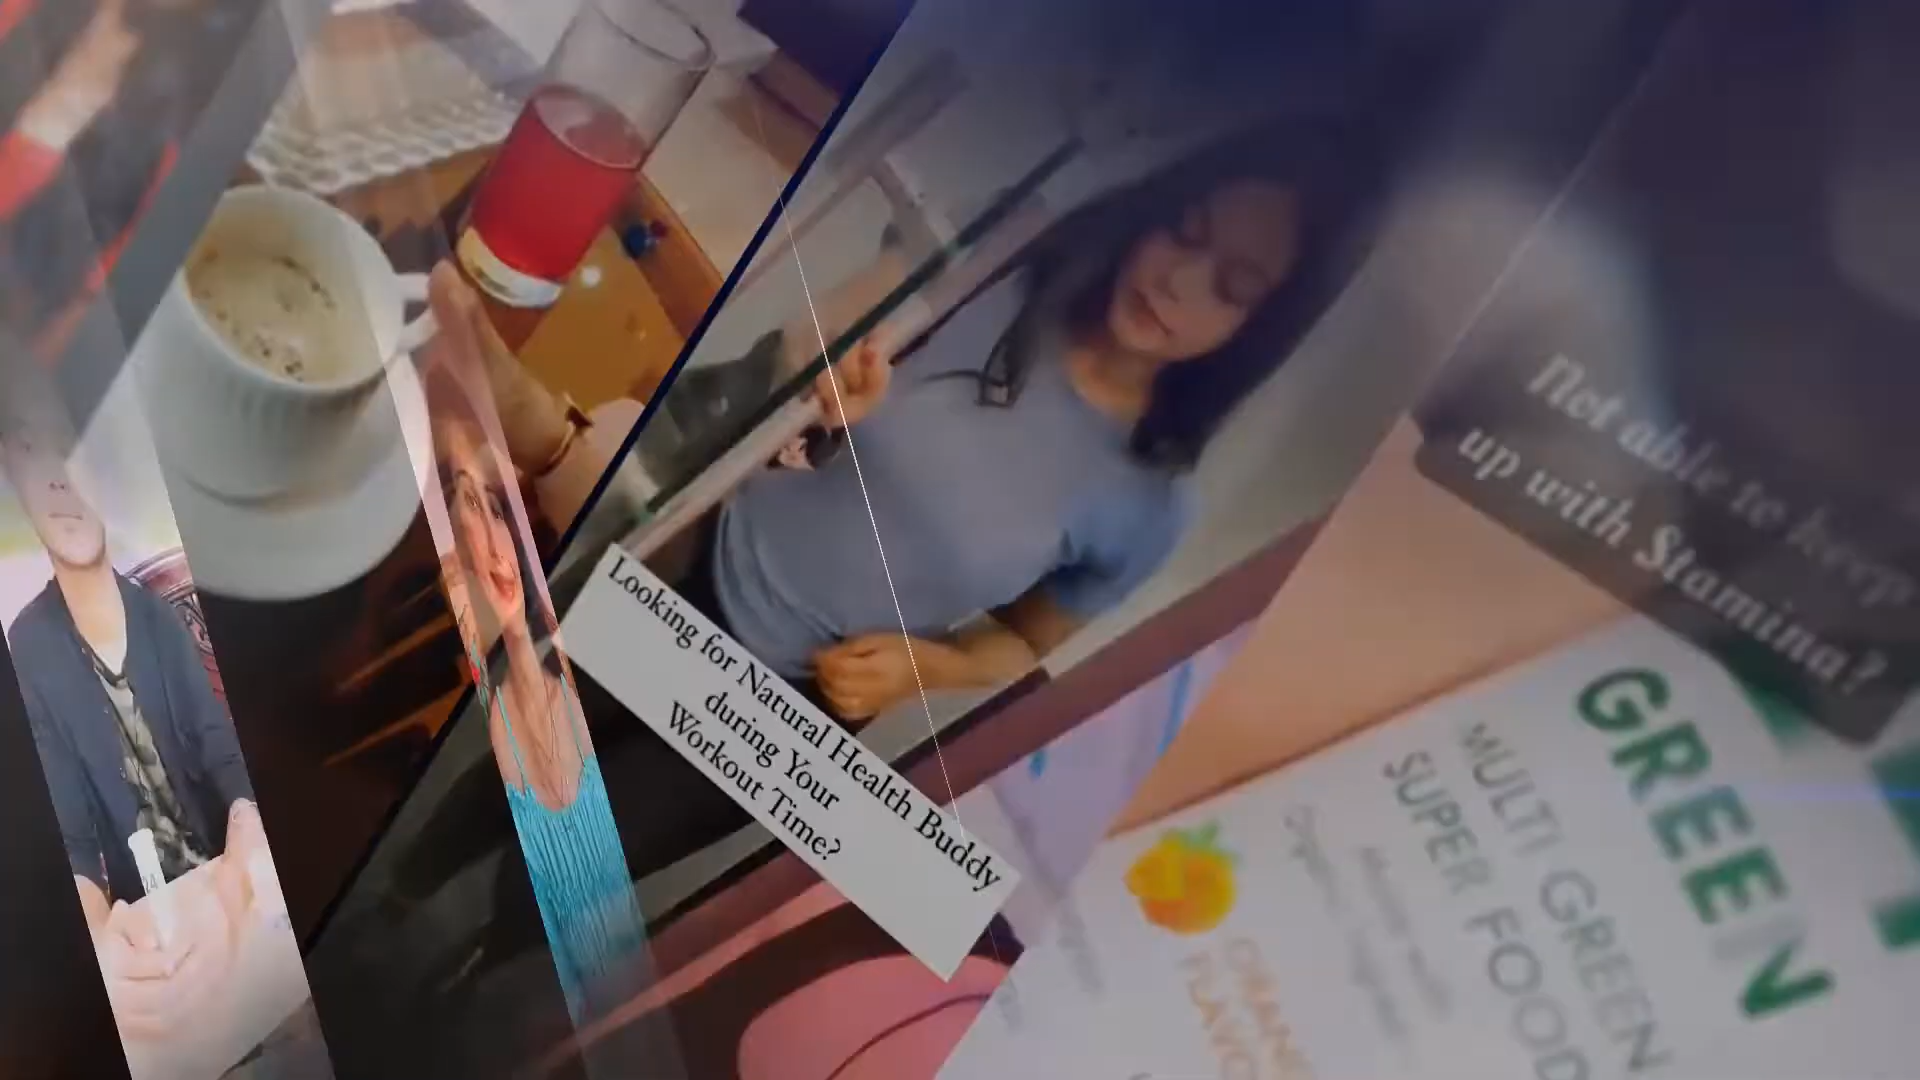 Looking for Natural Health Buddy
during Your
Workout Time?
Not able to keep
up with Stamina?
GREEN
MULTI GREEN
SUPER FOOD
24